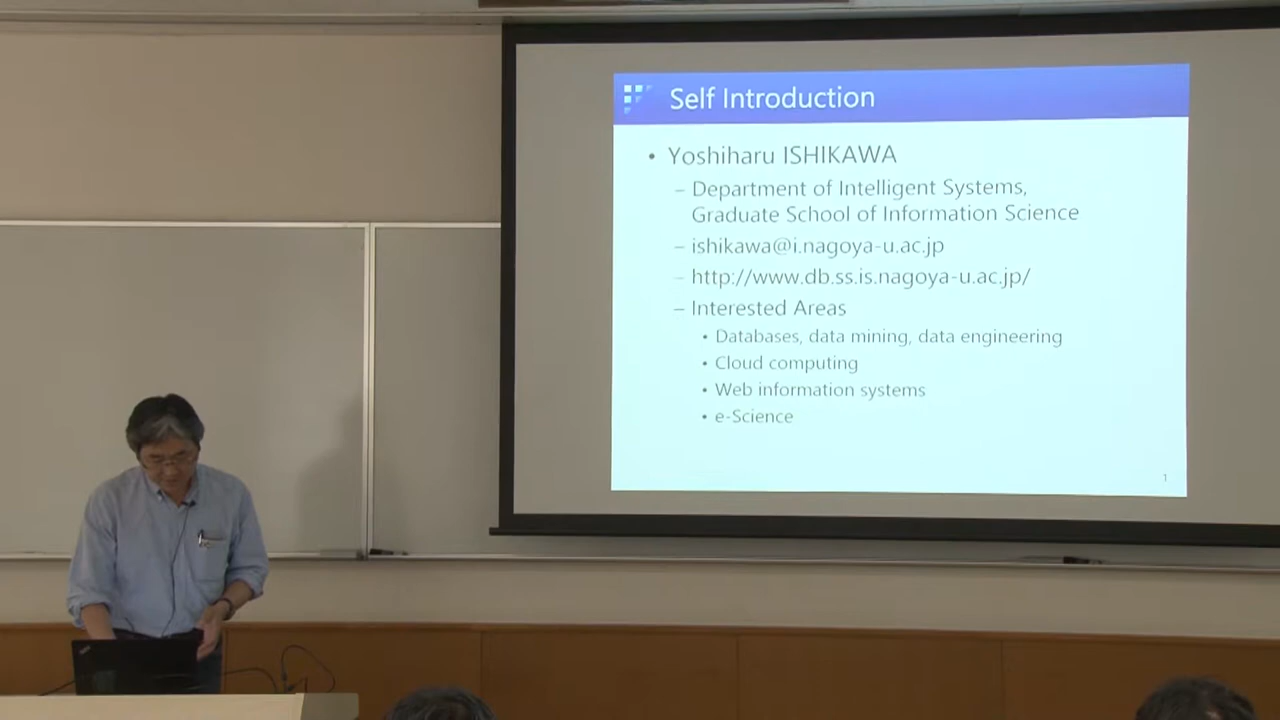 Self Introduction
• Yoshiharu ISHIKAWA
– Department of Intelligent Systems,
Graduate School of Information Science
– ishikawa@i.nagoya-u.ac.jp
– http://www.db.ss.is.nagoya-u.ac.jp/
– Interested Areas
• Databases, data mining, data engineering
• Cloud computing
• Web information systems
• e-Science
1